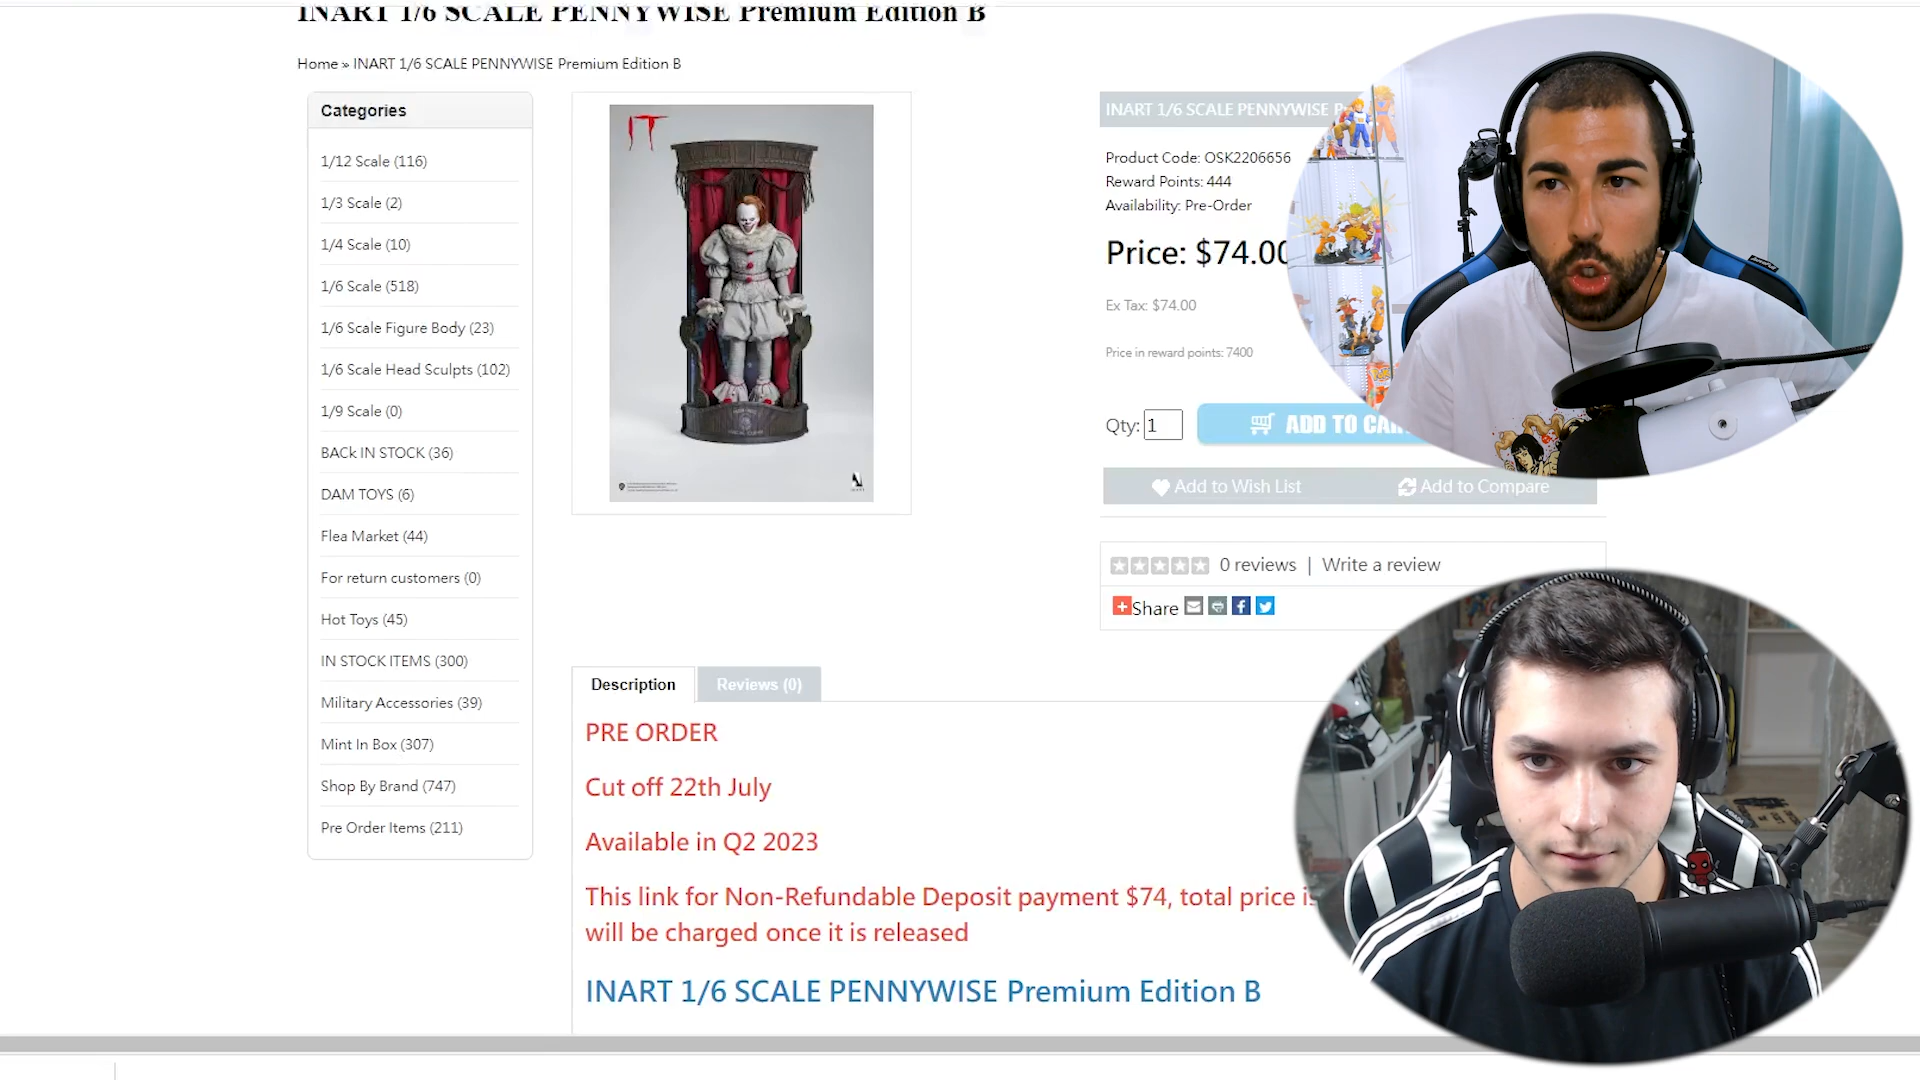 INART 1/6 SCALE PENNYWISE Premium Edition B
Home » INART 1/6 SCALE PENNYWISE Premium Edition B
Categories
1/12 Scale (116)
1/3 Scale (2)
1/4 Scale (10)
1/6 Scale (518)
1/6 Scale Figure Body (23)
1/6 Scale Head Sculpts (102)
1/9 Scale (0)
BACk IN STOCK (36)
DAM TOYS (6)
Flea Market (44)
For return customers (0)
Hot Toys (45)
IN STOCK ITEMS (300)
Military Accessories (39)
Mint In Box (307)
Shop By Brand (747)
Pre Order Items (211)
IT
INART 1/6 SCALE PENNYWISE
Product Code: OSK2206656
Reward Points: 444
Availability: Pre-Order
Price: $74.00
Ex Tax: $74.00
Price in reward points: 7400
Qty: 1
ADD TO CAR
Add to Wish List
Add to Compare
0 reviews | Write a review
Share
Description
Reviews (0)
PRE ORDER
Cut off 22th July
Available in Q2 2023
This link for Non-Refundable Deposit payment $74, total price is
will be charged once it is released
INART 1/6 SCALE PENNYWISE Premium Edition B